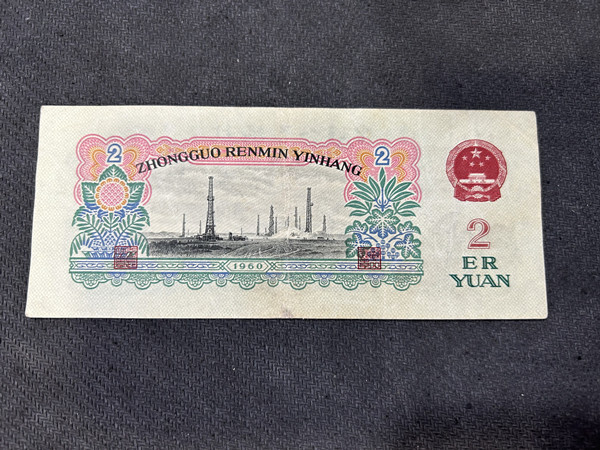 2 ZHONGGUO RENMIN YINHANG 2
2
ER
YUAN
1960